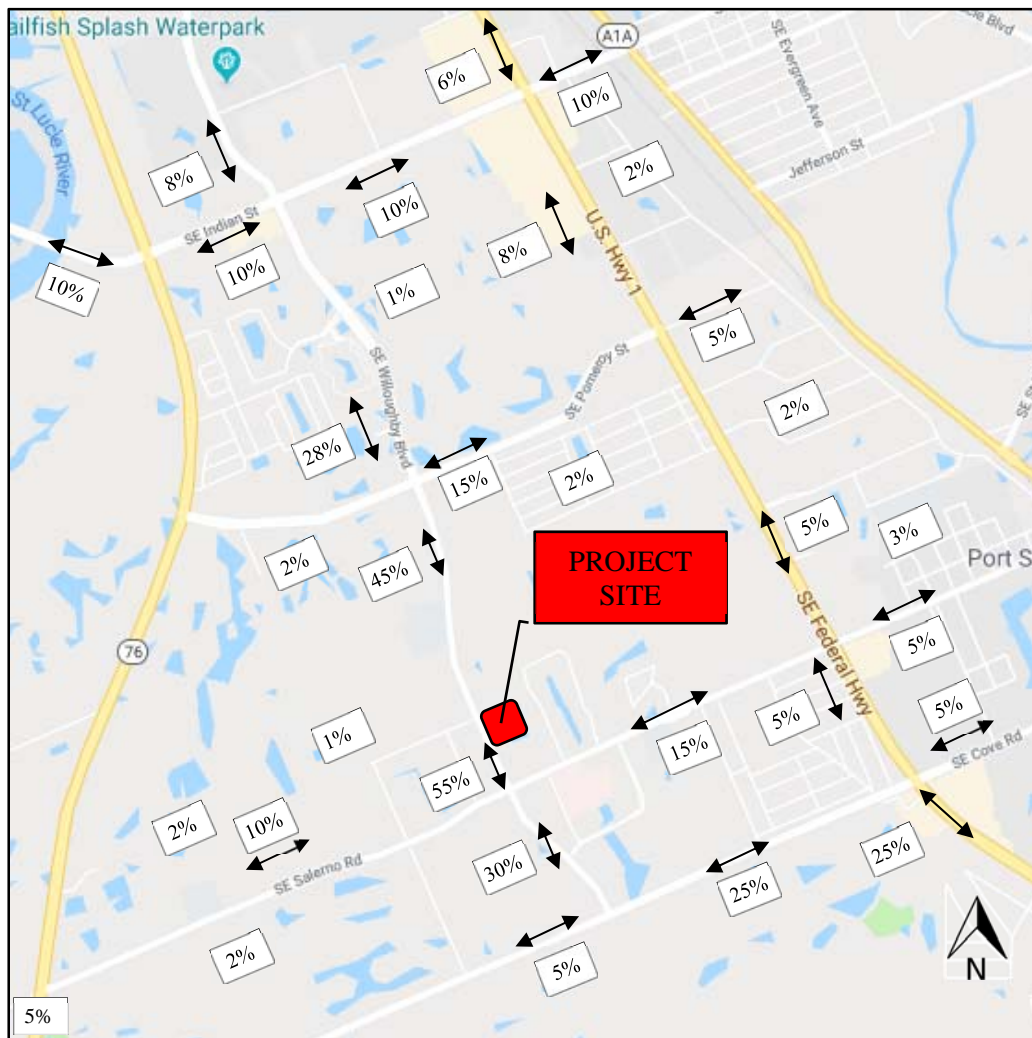 ailfish Splash Waterpark
A1A
SE Evergreen Ave
cie Blvd
6%
10%
St Lucie River
8%
2%
Jefferson St
10%
SE Indian St
8%
U.S. Hwy 1
10%
10%
1%
5%
SE Willoughby Blvd
SE Pomeroy St
2%
28%
15%
2%
5%
3%
2%
45%
PROJECT
SITE
Port S
SE Federal Hwy
76
5%
5%
5%
1%
15%
SE Cove Rd
55%
2%
10%
25%
SE Salerno Rd
30%
25%
2%
5%
N
5%